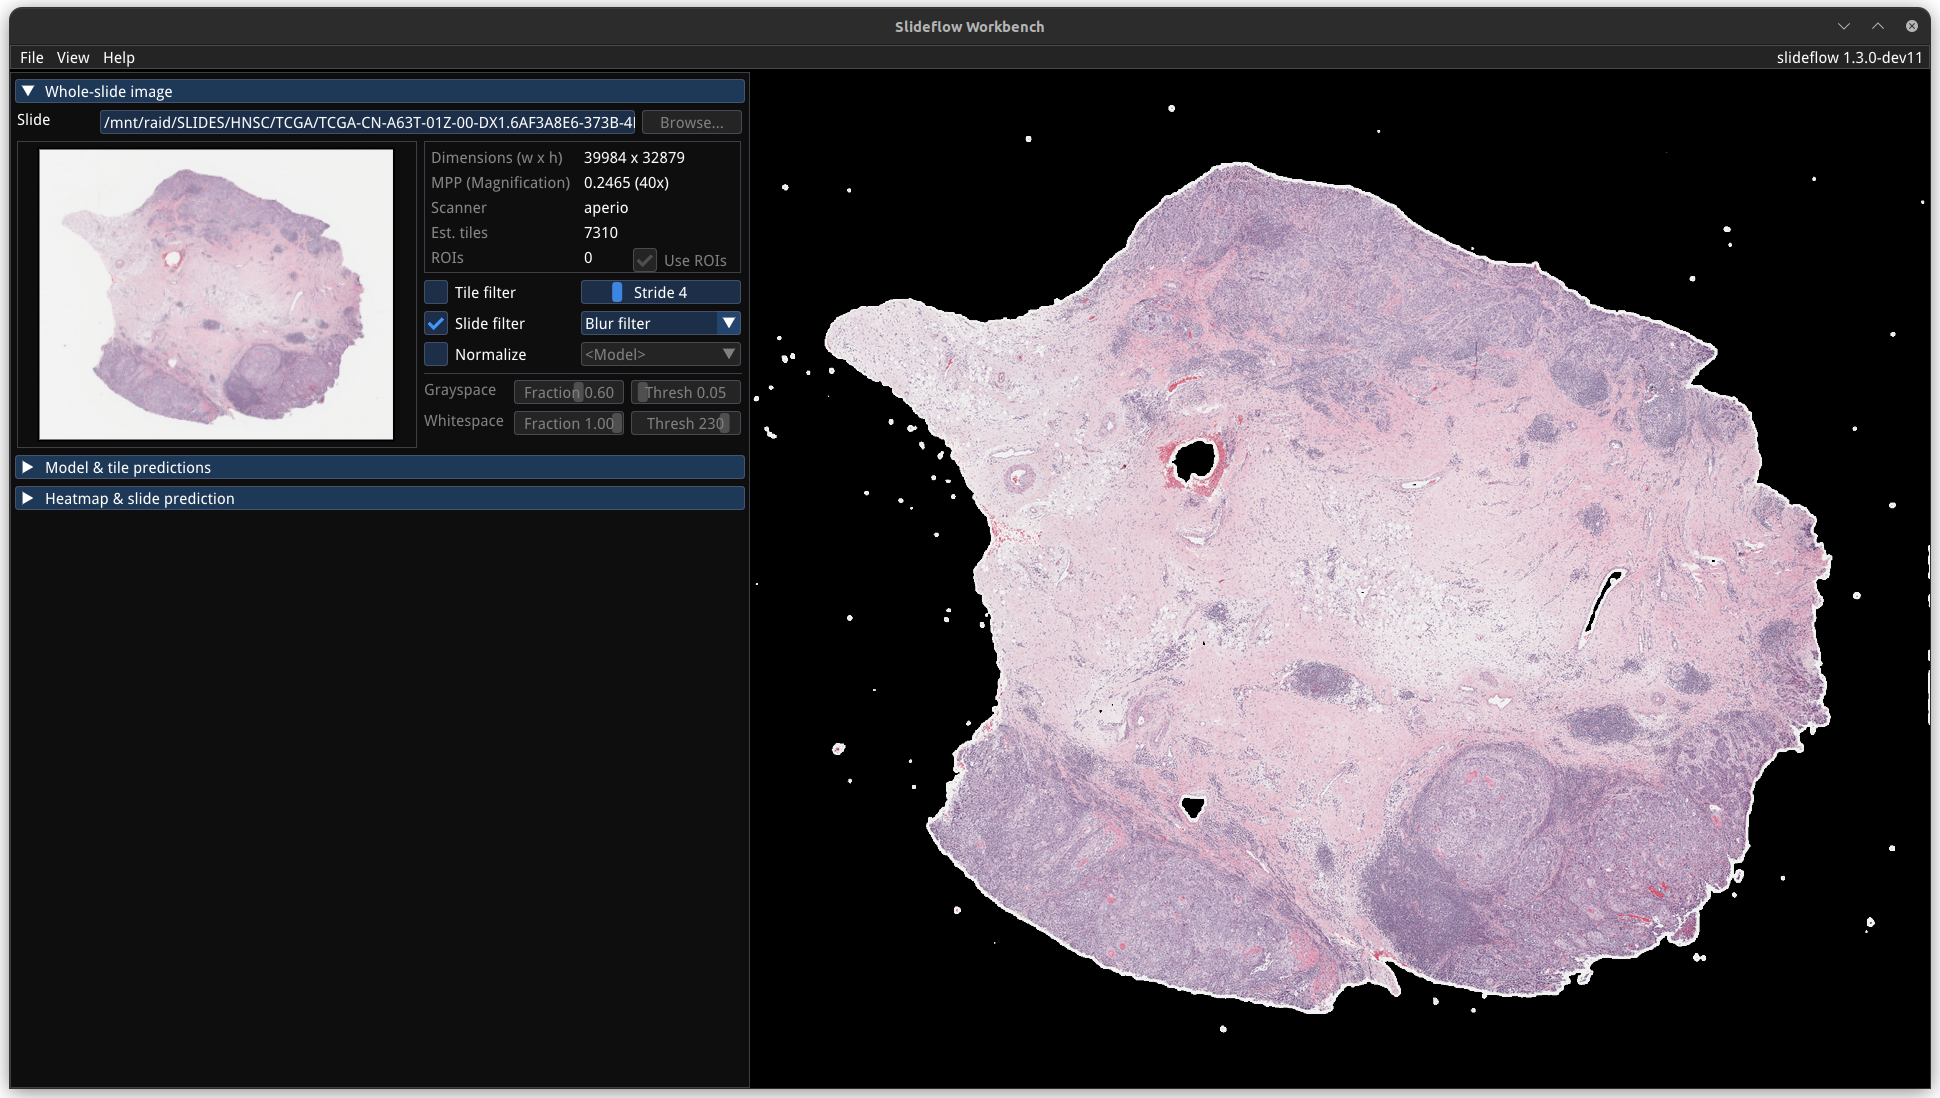 Slideflow Workbench
File View Help
slideflow 1.3.0-dev11
Whole-slide image
Slide /mnt/raid/SLIDES/HNSC/TCGA/TCGA-CN-A63T-01Z-00-DX1.6AF3A8E6-373B-4 Browse...
Dimensions (w x h) 39984 x 32879
MPP (Magnification) 0.2465 (40x)
Scanner aperio
Est. tiles 7310
ROIs 0 Use ROIs
Tile filter Stride 4
Slide filter Blur filter
Normalize <Model>
Grayspace Fraction 0.60 Thresh 0.05
Whitespace Fraction 1.00 Thresh 230
Model & tile predictions
Heatmap & slide prediction